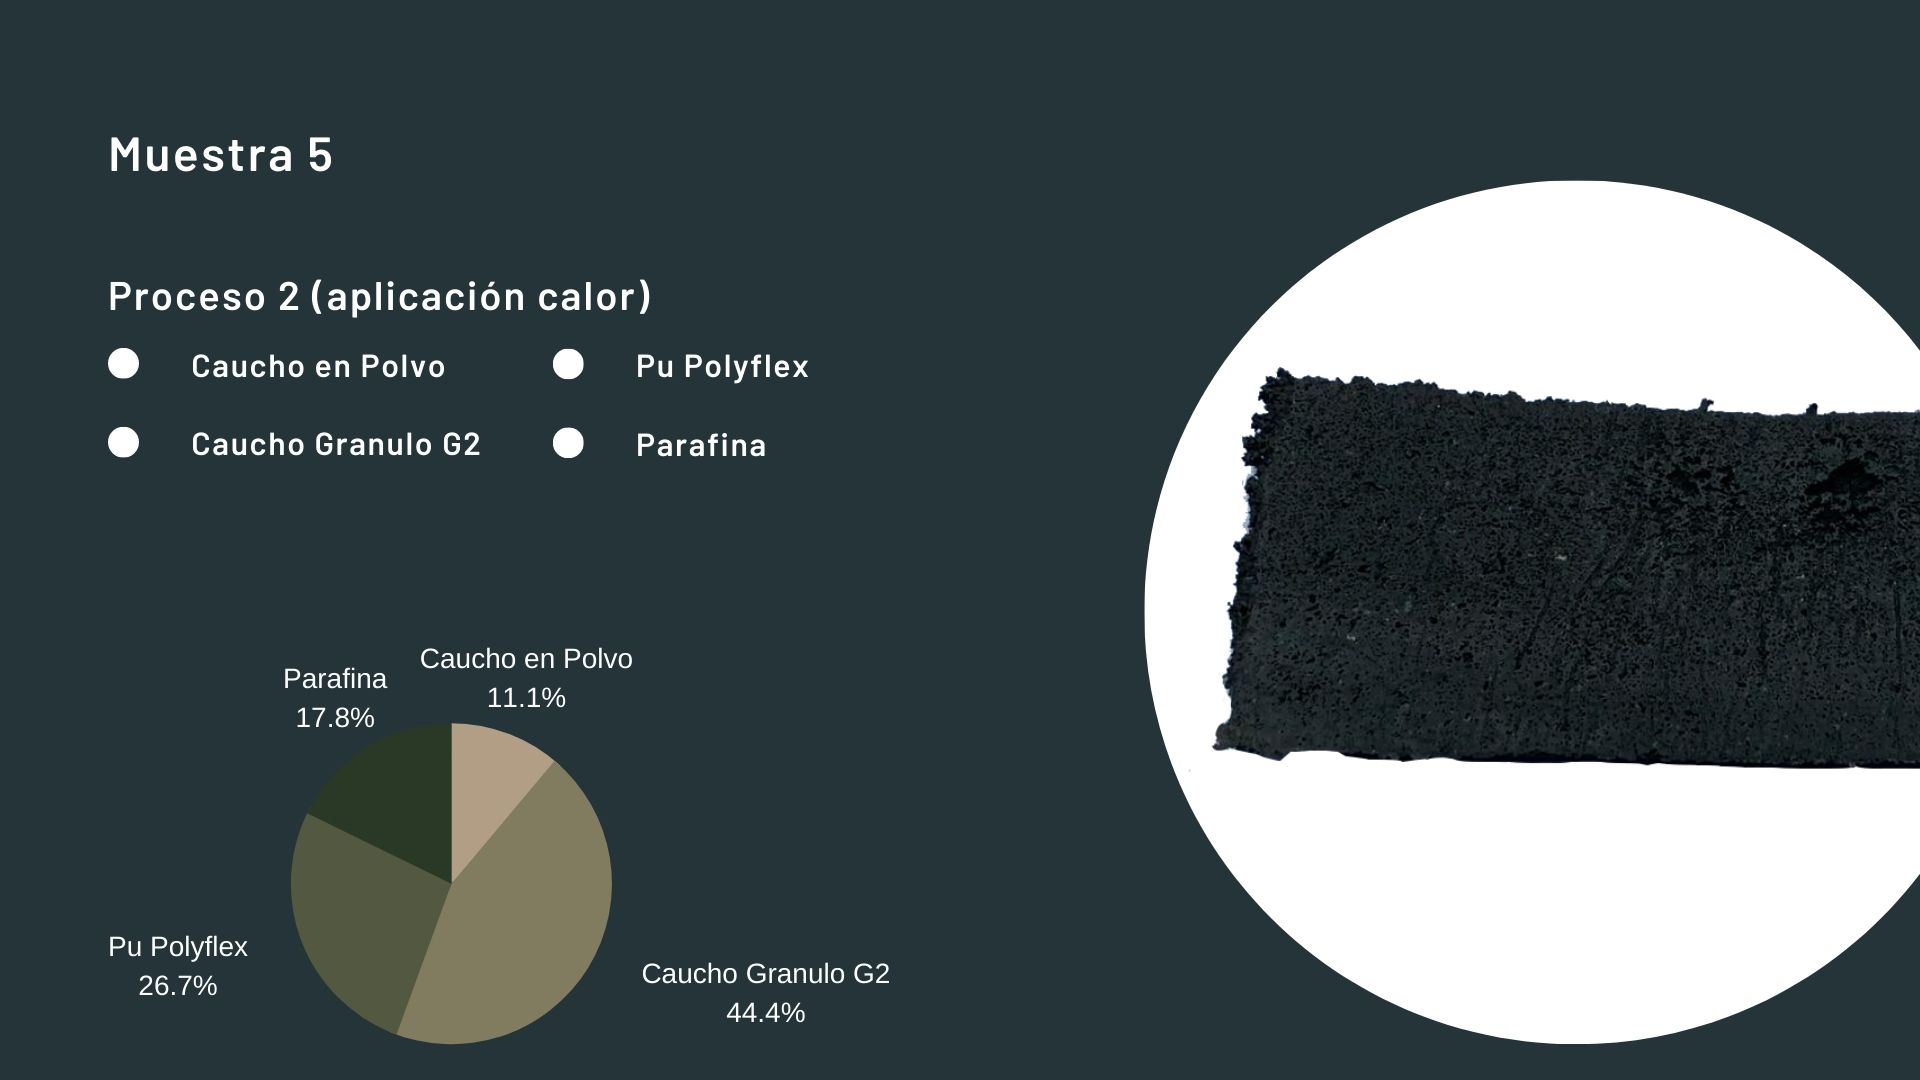 Muestra 5
Proceso 2 (aplicación calor)
Caucho en Polvo
Pu Polyflex
Caucho Granulo G2
Parafina
Caucho en Polvo
11.1%
Parafina
17.8%
Pu Polyflex
26.7%
Caucho Granulo G2
44.4%